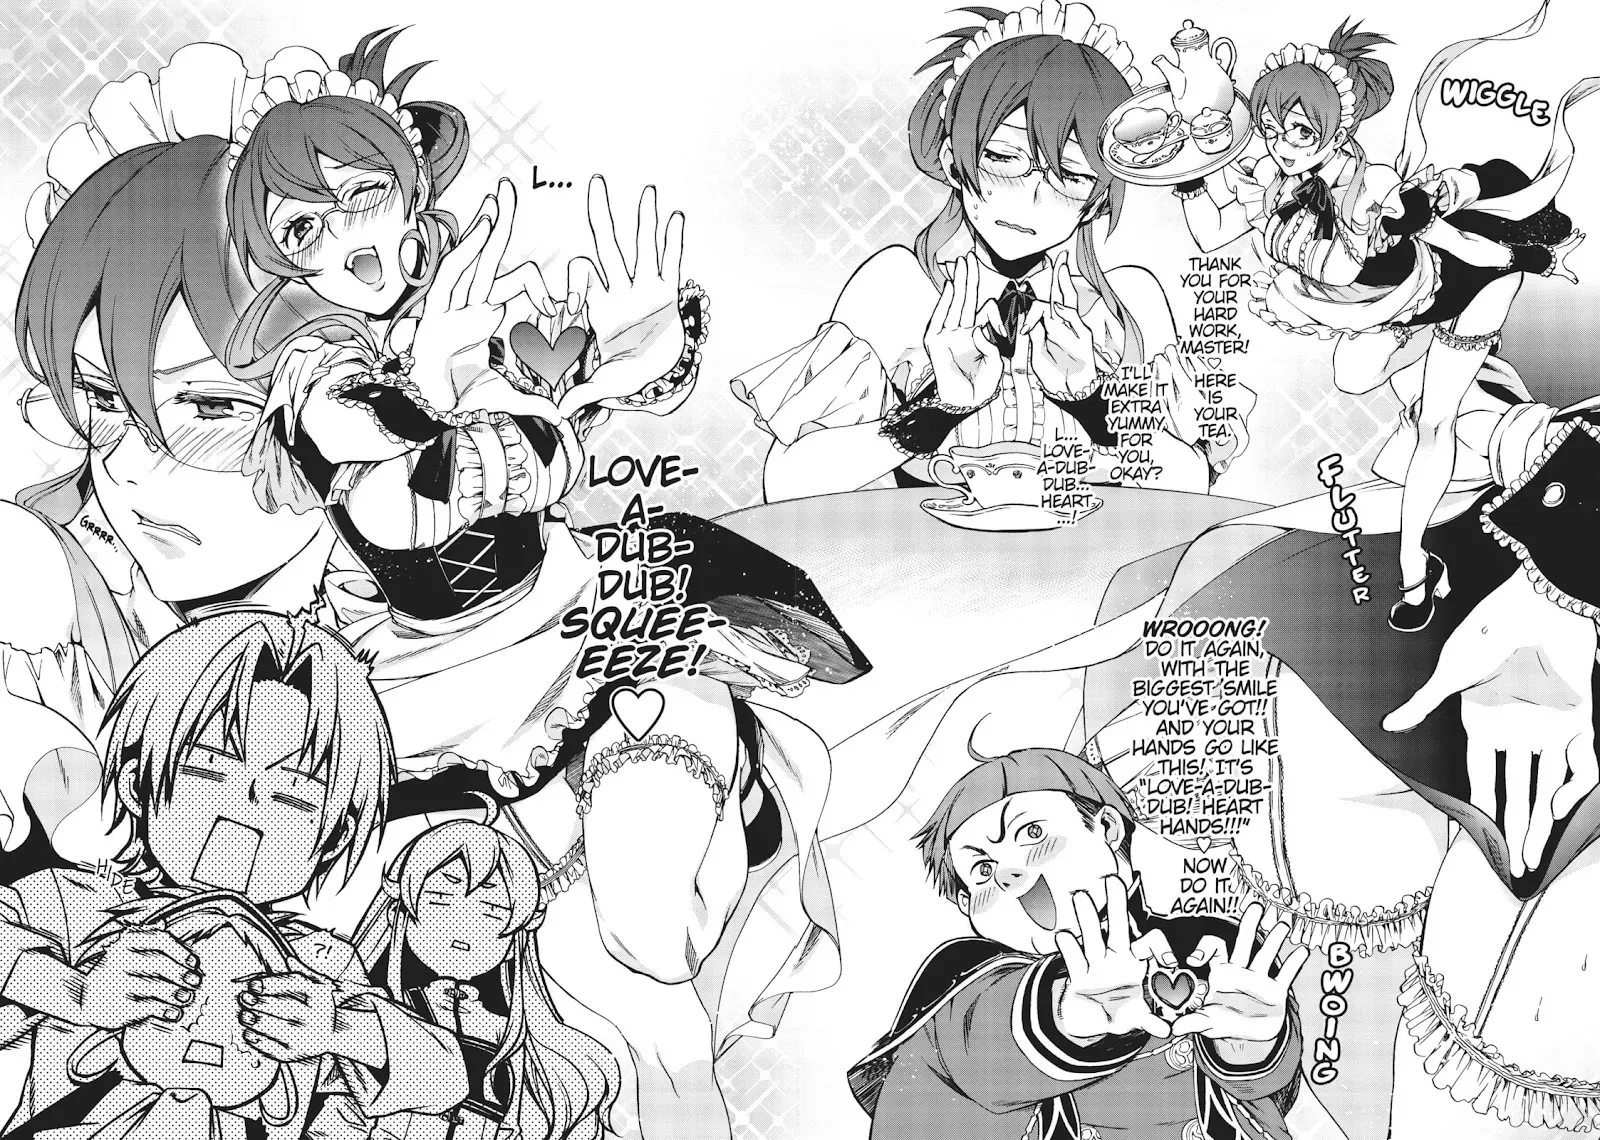 WIGGLE
THANK
YOU FOR
YOUR
HARD
WORK,
MASTER!
♡
HERE
IS
YOUR
TEA.
I'LL
MAKE IT
EXTRA
YUMMY
FOR
YOU,
OKAY?
L...
LOVE-
A-DUB-
DUB...
HEART
...!
FLUTTER
WROOONG!
DO IT AGAIN,
WITH THE
BIGGEST SMILE
YOU'VE GOT!!
AND YOUR
HANDS GO LIKE
THIS! IT'S
"LOVE-A-DUB-
DUB! HEART
HANDS!!!"
♡
NOW
DO IT
AGAIN!!
BWOING
L...
LOVE-
A-
DUB-
DUB!
SQUEE-
EEZE!
♡
GRRRR...
HIDE
?!